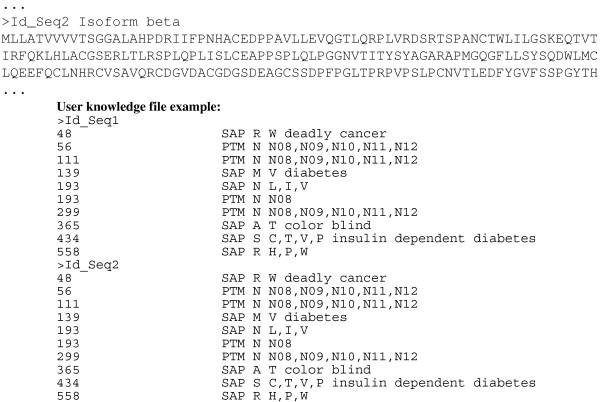 ...
>Id_Seq2 Isoform beta
MLLATVVVVTSGGALAHPDRIIFPNHACEDPPAVLLEVQGTLQRPLVRDSRTSPANCTWLILGSKEQTVT
IRFQKLHLACGSERLTLRSPLQPLISLCEAPPSPLQLPGGNVTITYSYAGARAPMGQGFLLSYSQDWLMC
LQEEFQCLNHRCVSAVQRCDGVDACGDGSDEAGCSSDPFPGLTPRPVPSLPCNVTLEDFYGVFSSPGYTH
...
User knowledge file example:
>Id_Seq1
48 SAP R W deadly cancer
56 PTM N N08,N09,N10,N11,N12
111 PTM N N08,N09,N10,N11,N12
139 SAP M V diabetes
193 SAP N L,I,V
193 PTM N N08
299 PTM N N08,N09,N10,N11,N12
365 SAP A T color blind
434 SAP S C,T,V,P insulin dependent diabetes
558 SAP R H,P,W
>Id_Seq2
48 SAP R W deadly cancer
56 PTM N N08,N09,N10,N11,N12
111 PTM N N08,N09,N10,N11,N12
139 SAP M V diabetes
193 SAP N L,I,V
193 PTM N N08
299 PTM N N08,N09,N10,N11,N12
365 SAP A T color blind
434 SAP S C,T,V,P insulin dependent diabetes
558 SAP R H,P,W